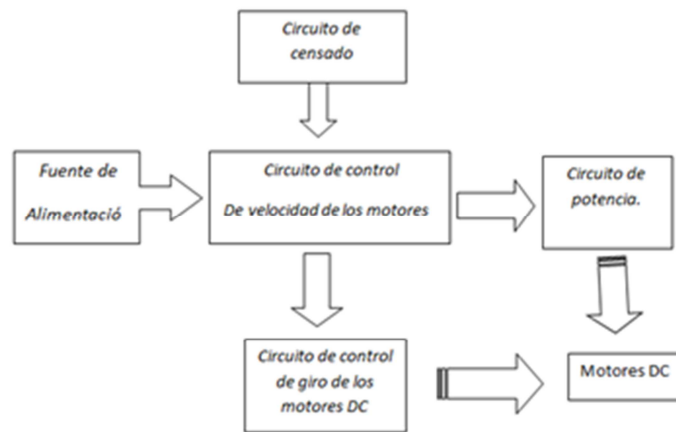 Circuito de
censado
Fuente de
Alimentació
Circuito de control
De velocidad de los motores
Circuito de
potencia.
Circuito de control
de giro de los
motores DC
Motores DC